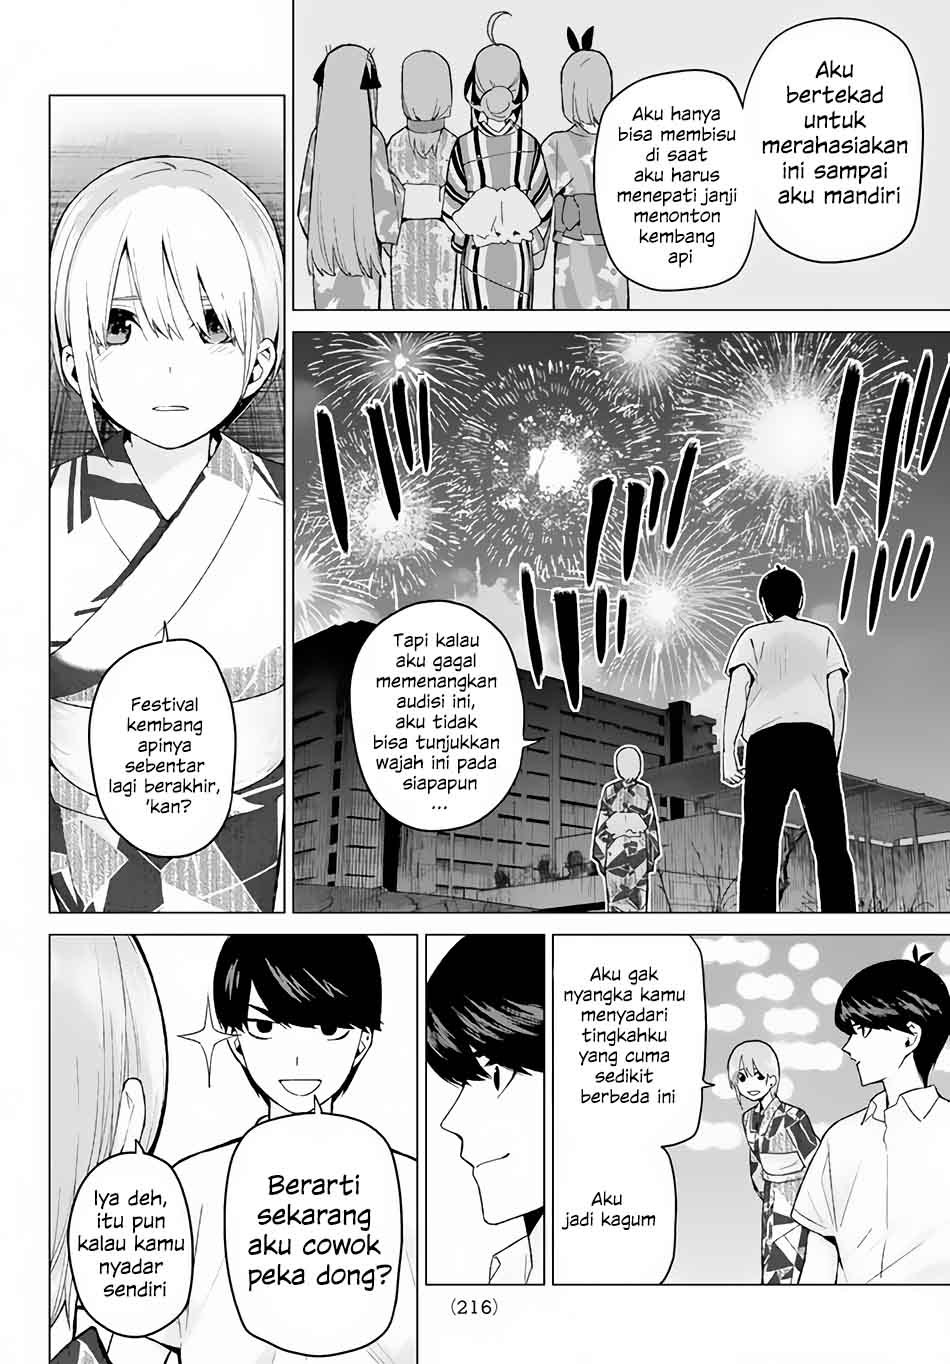 Aku
bertekad
untuk
merahasiakan
ini sampai
aku mandiri
Aku hanya
bisa membisu
di saat
aku harus
menepati janji
menonton
kembang
api
Tapi kalau
aku gagal
memenangkan
audisi ini,
aku tidak
bisa tunjukkan
wajah ini pada
siapapun
...
Festival
kembang
apinya
sebentar
lagi berakhir,
'kan?
Aku gak
nyangka kamu
menyadari
tingkahku
yang cuma
sedikit
berbeda ini
Aku
jadi kagum
Berarti
sekarang
aku cowok
peka dong?
Iya deh,
itu pun
kalau kamu
nyadar
sendiri
(216)